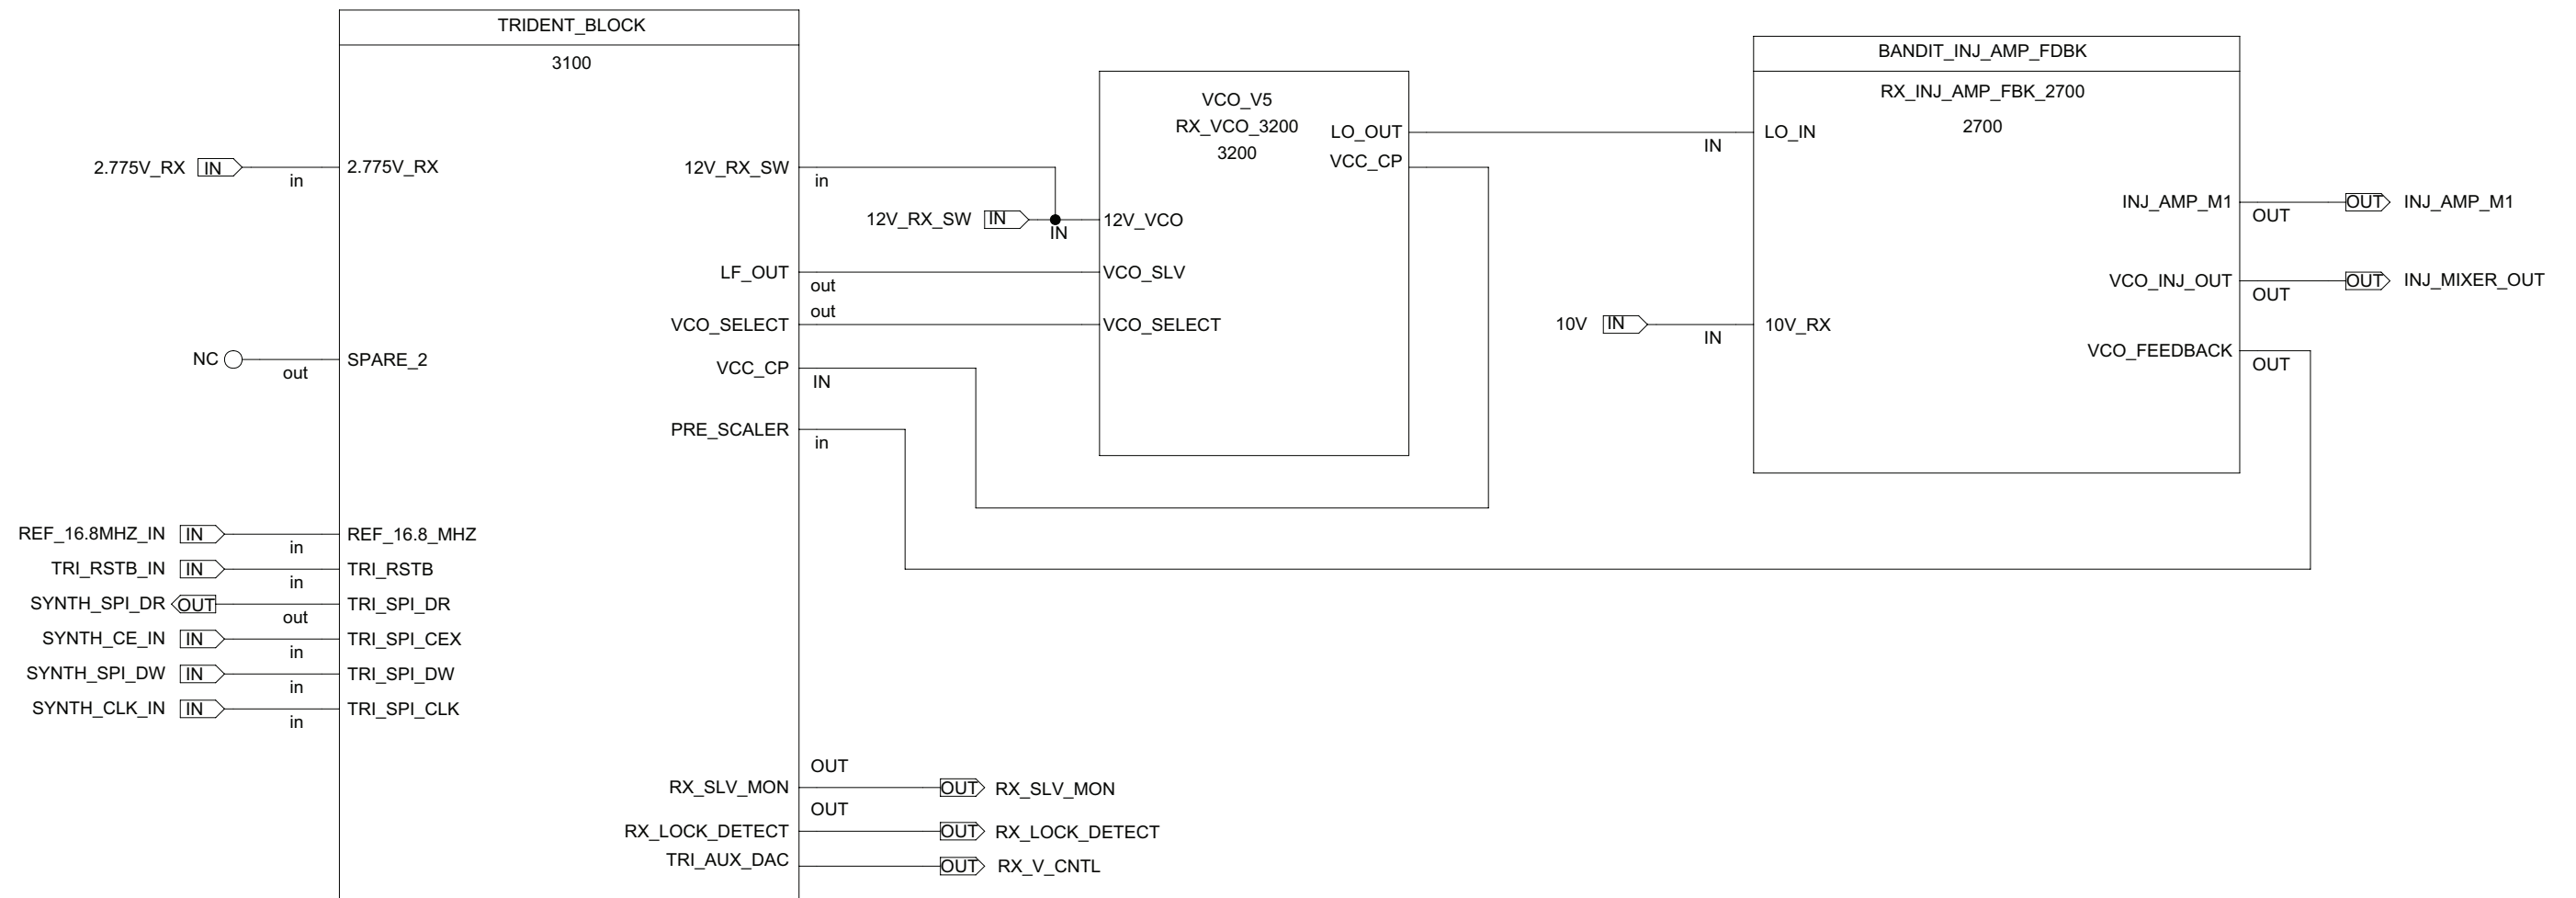 TRIDENT_BLOCK
3100
2.775V_RX IN in 2.775V_RX
NC out SPARE_2
REF_16.8MHZ_IN IN in REF_16.8_MHZ
TRI_RSTB_IN IN in TRI_RSTB
SYNTH_SPI_DR OUT out TRI_SPI_DR
SYNTH_CE_IN IN in TRI_SPI_CEX
SYNTH_SPI_DW IN in TRI_SPI_DW
SYNTH_CLK_IN IN in TRI_SPI_CLK
12V_RX_SW in
LF_OUT out
VCO_SELECT out
VCC_CP IN
PRE_SCALER in
RX_SLV_MON OUT OUT RX_SLV_MON
RX_LOCK_DETECT OUT OUT RX_LOCK_DETECT
TRI_AUX_DAC OUT RX_V_CNTL
VCO_V5
RX_VCO_3200
3200
12V_RX_SW IN IN 12V_VCO
VCO_SLV
VCO_SELECT
LO_OUT
VCC_CP
BANDIT_INJ_AMP_FDBK
RX_INJ_AMP_FBK_2700
2700
IN LO_IN
10V IN IN 10V_RX
INJ_AMP_M1 OUT OUT INJ_AMP_M1
VCO_INJ_OUT OUT OUT INJ_MIXER_OUT
VCO_FEEDBACK OUT